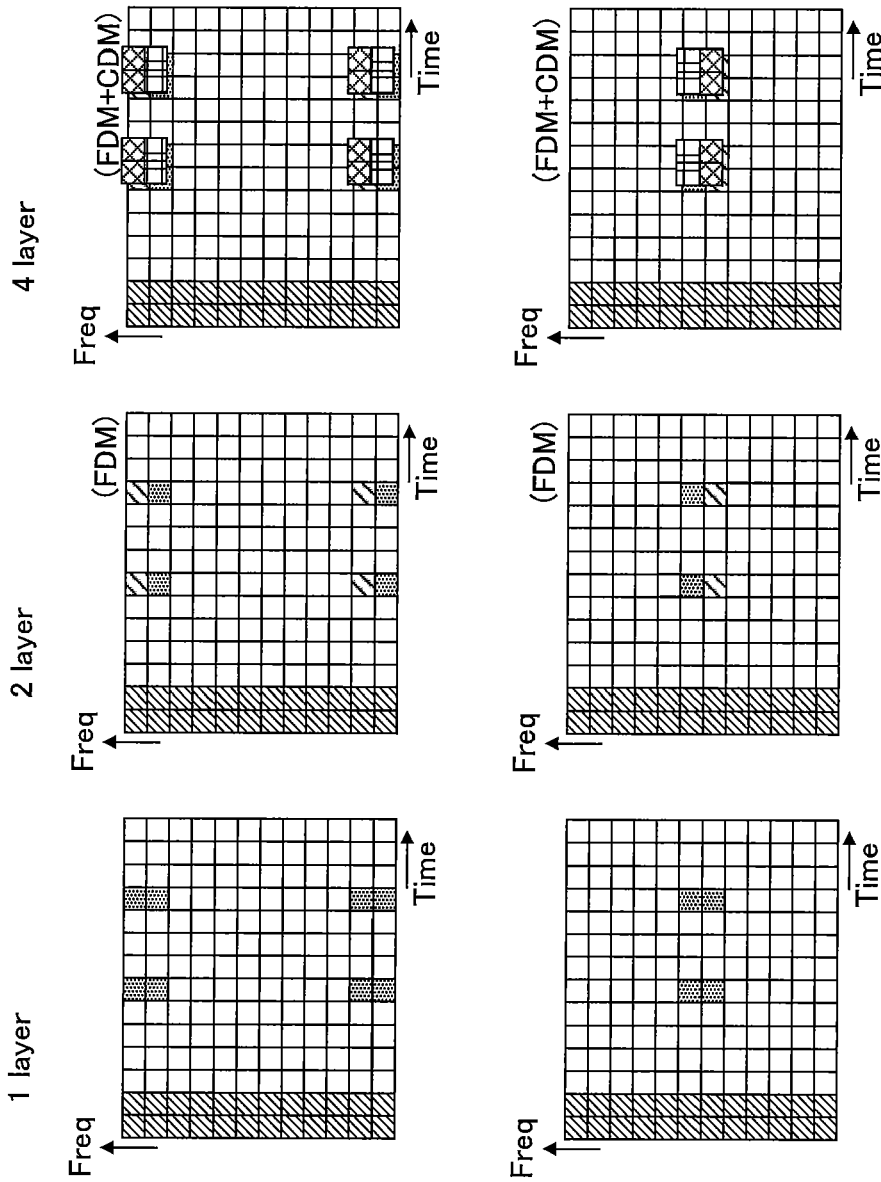 1 layer
2 layer
4 layer
Freq
Time
Freq
(FDM)
Time
Freq
(FDM+CDM)
Time
Freq
Time
Freq
(FDM)
Time
Freq
(FDM+CDM)
Time